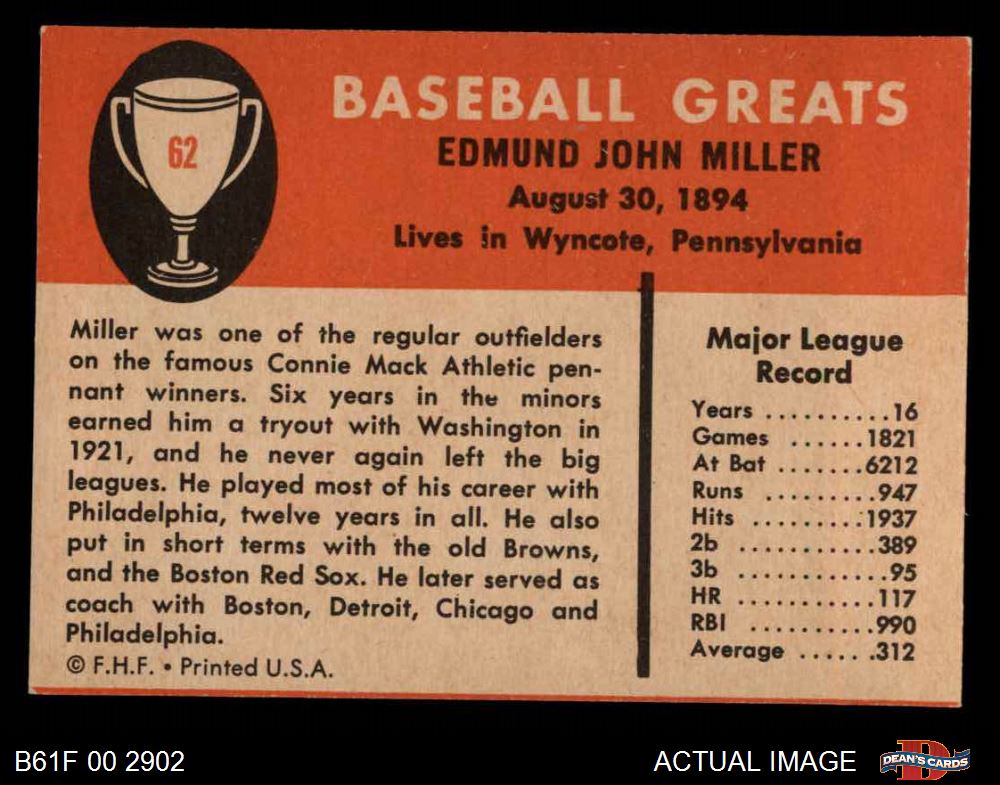 62
BASEBALL GREATS
EDMUND JOHN MILLER
August 30, 1894
Lives in Wyncote, Pennsylvania
Miller was one of the regular outfielders
on the famous Connie Mack Athletic pen-
nant winners. Six years in the minors
earned him a tryout with Washington in
1921, and he never again left the big
leagues. He played most of his career with
Philadelphia, twelve years in all. He also
put in short terms with the old Browns,
and the Boston Red Sox. He later served as
coach with Boston, Detroit, Chicago and
Philadelphia.
© F.H.F. • Printed U.S.A.
Major League
Record
Years ..........16
Games ......1821
At Bat .......6212
Runs .........947
Hits .........1937
2b ...........389
3b ............95
HR ...........117
RBI ..........990
Average ......312
B61F 00 2902
ACTUAL IMAGE
D
DEAN'S CARDS